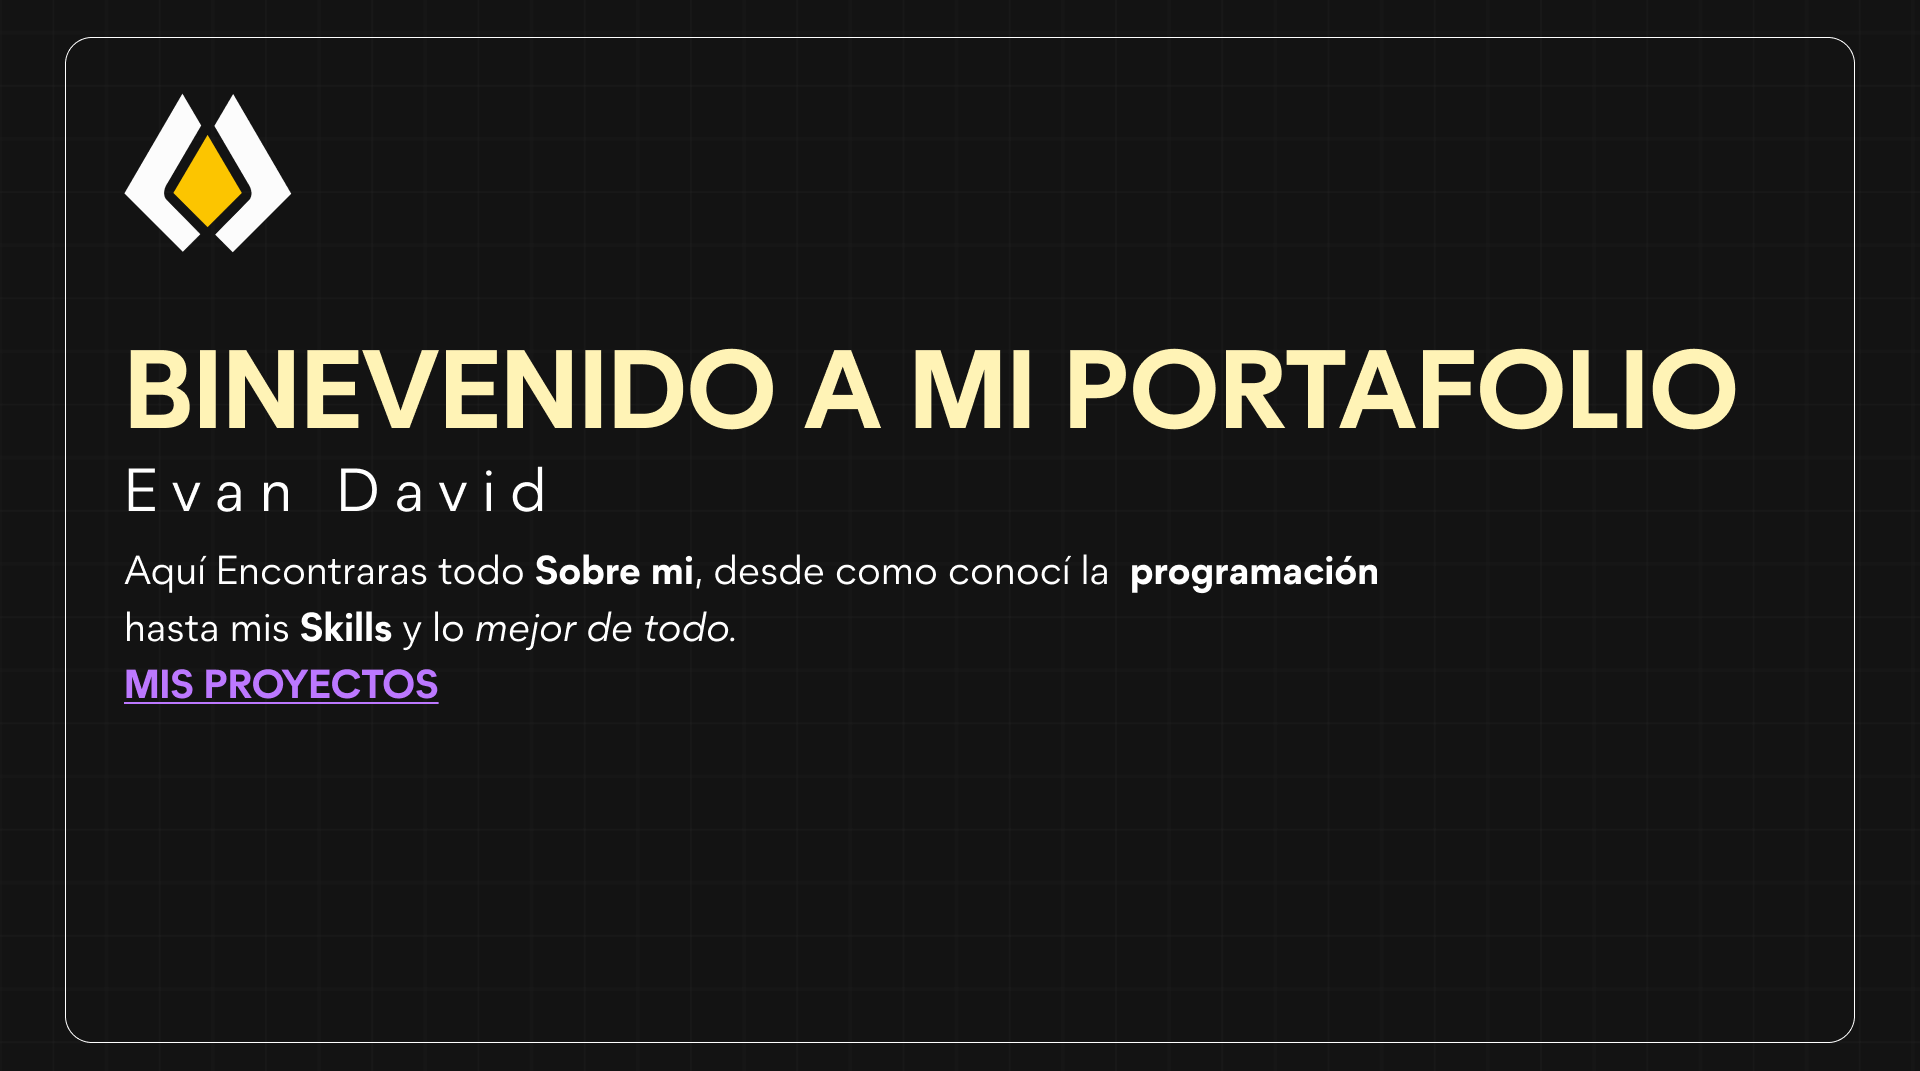 BINEVENIDO A MI PORTAFOLIO
Evan David
Aquí Encontraras todo Sobre mi, desde como conocí la programación
hasta mis Skills y lo mejor de todo.
MIS PROYECTOS